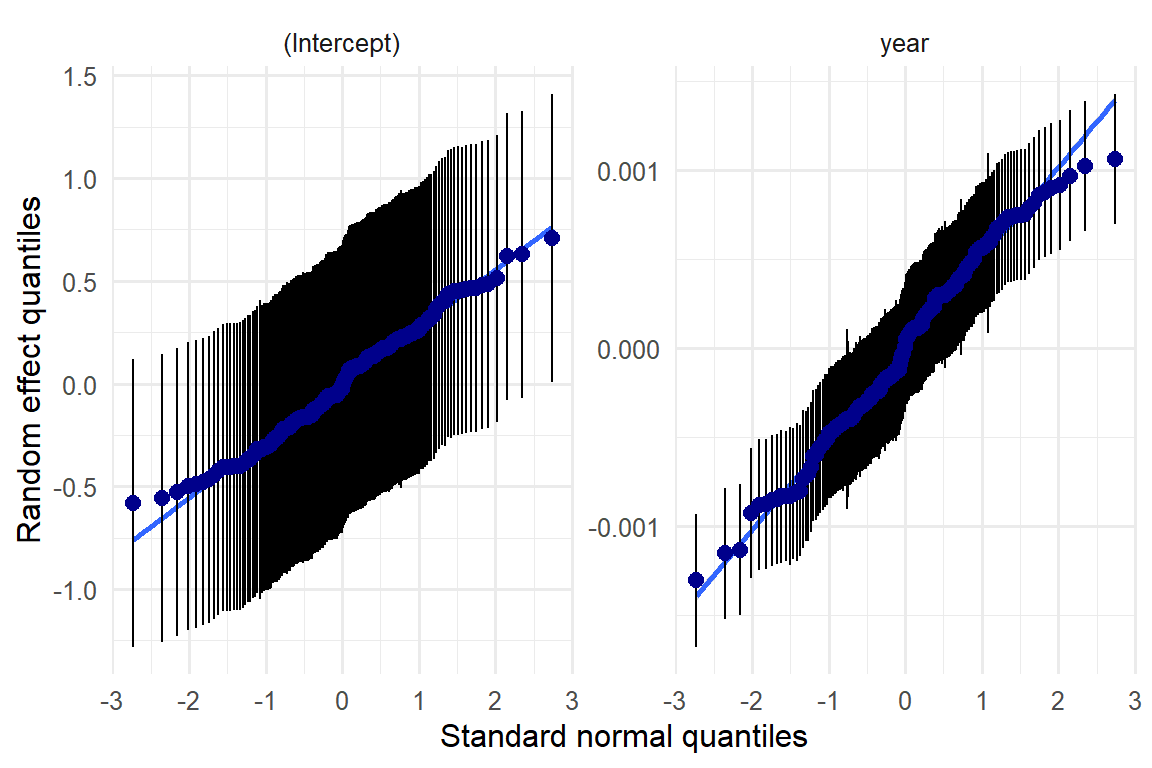 (Intercept)
year
Random effect quantiles
1.5
1.0
0.5
0.0
-0.5
-1.0
0.001
0.000
-0.001
-3 -2 -1 0 1 2 3
-3 -2 -1 0 1 2 3
Standard normal quantiles